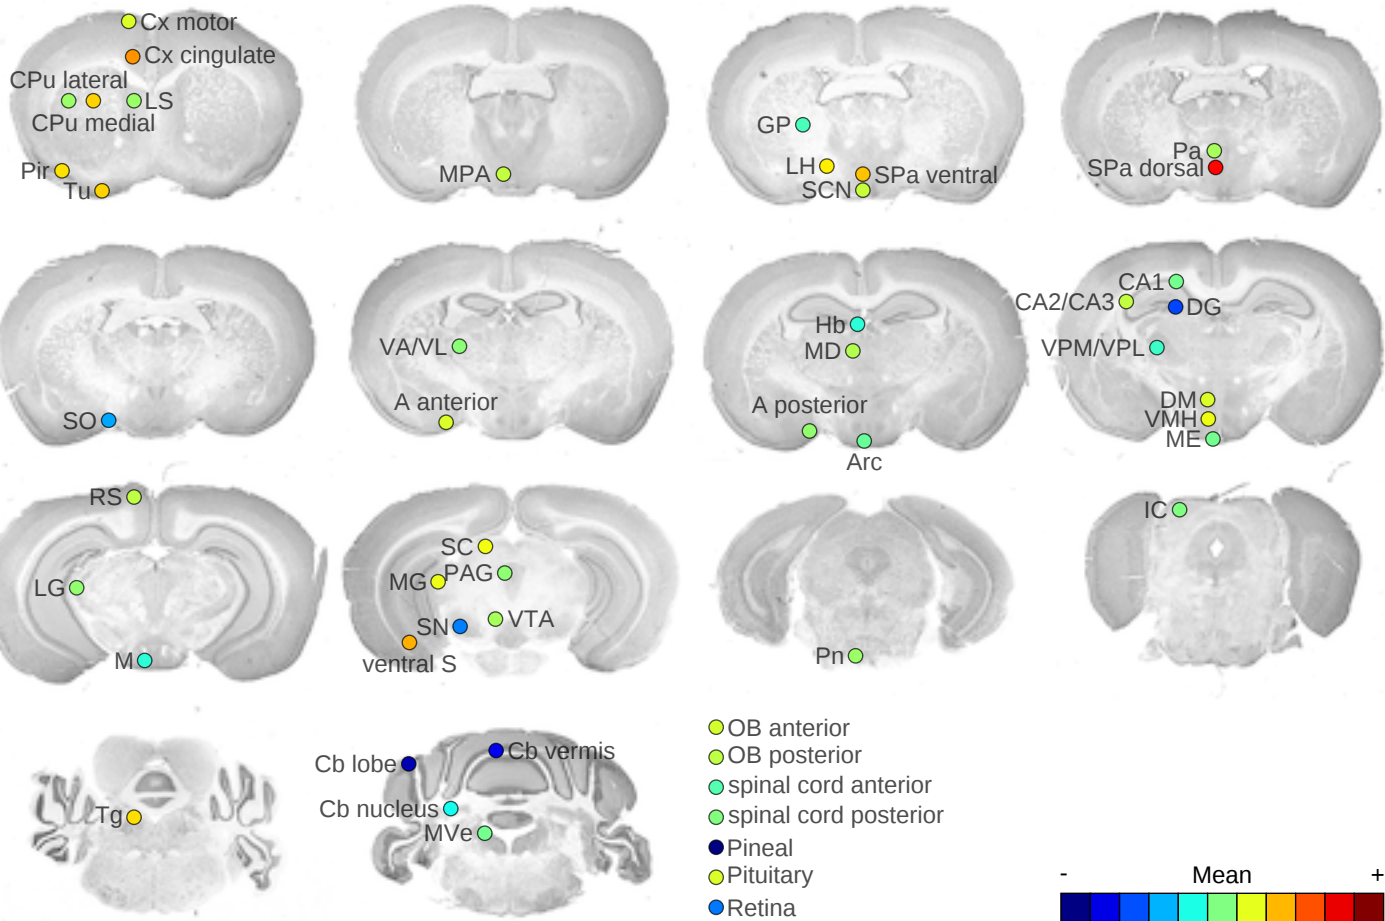 Cx motor
Cx cingulate
CPu lateral
LS
CPu medial
Pir
Tu
MPA
GP
LH
SPa ventral
SCN
Pa
SPa dorsal
SO
VA/VL
A anterior
Hb
MD
A posterior
Arc
CA1
CA2/CA3
DG
VPM/VPL
DM
VMH
ME
RS
LG
M
SC
MG
PAG
SN
VTA
ventral S
Pn
IC
Tg
Cb lobe
Cb vermis
Cb nucleus
MVe
OB anterior
OB posterior
spinal cord anterior
spinal cord posterior
Pineal
Pituitary
Retina
- Mean +